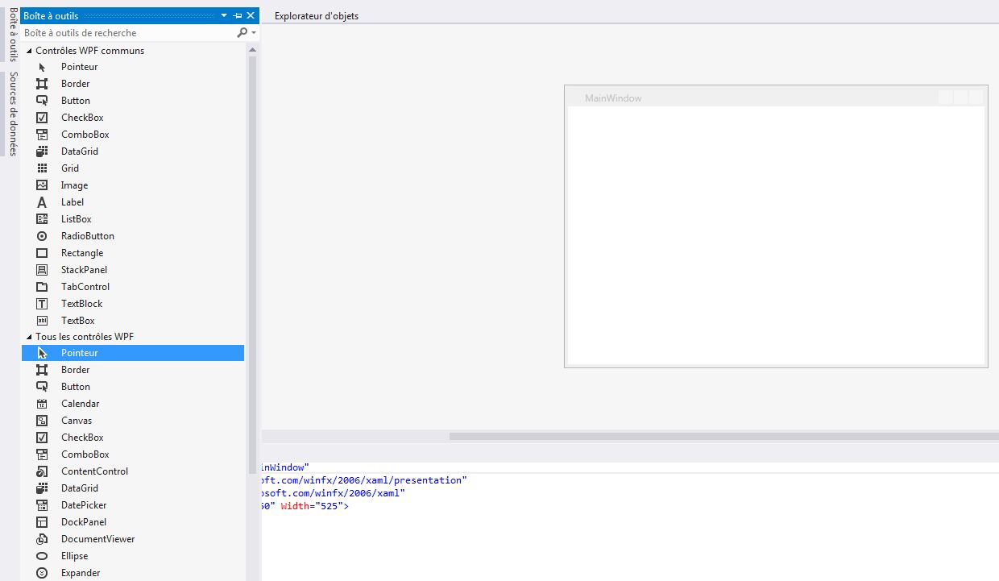 Boîte à outils
Sources de données
Boîte à outils
Boîte à outils de recherche
Contrôles WPF communs
Pointeur
Border
Button
CheckBox
ComboBox
DataGrid
Grid
Image
A Label
ListBox
RadioButton
Rectangle
StackPanel
TabControl
T TextBlock
abl TextBox
Tous les contrôles WPF
Pointeur
Border
Button
12 Calendar
Canvas
CheckBox
ComboBox
ContentControl
DataGrid
DatePicker
DockPanel
DocumentViewer
Ellipse
Expander
Explorateur d'objets
MainWindow
inWindow"
oft.com/winfx/2006/xaml/presentation"
osoft.com/winfx/2006/xaml"
50" Width="525">